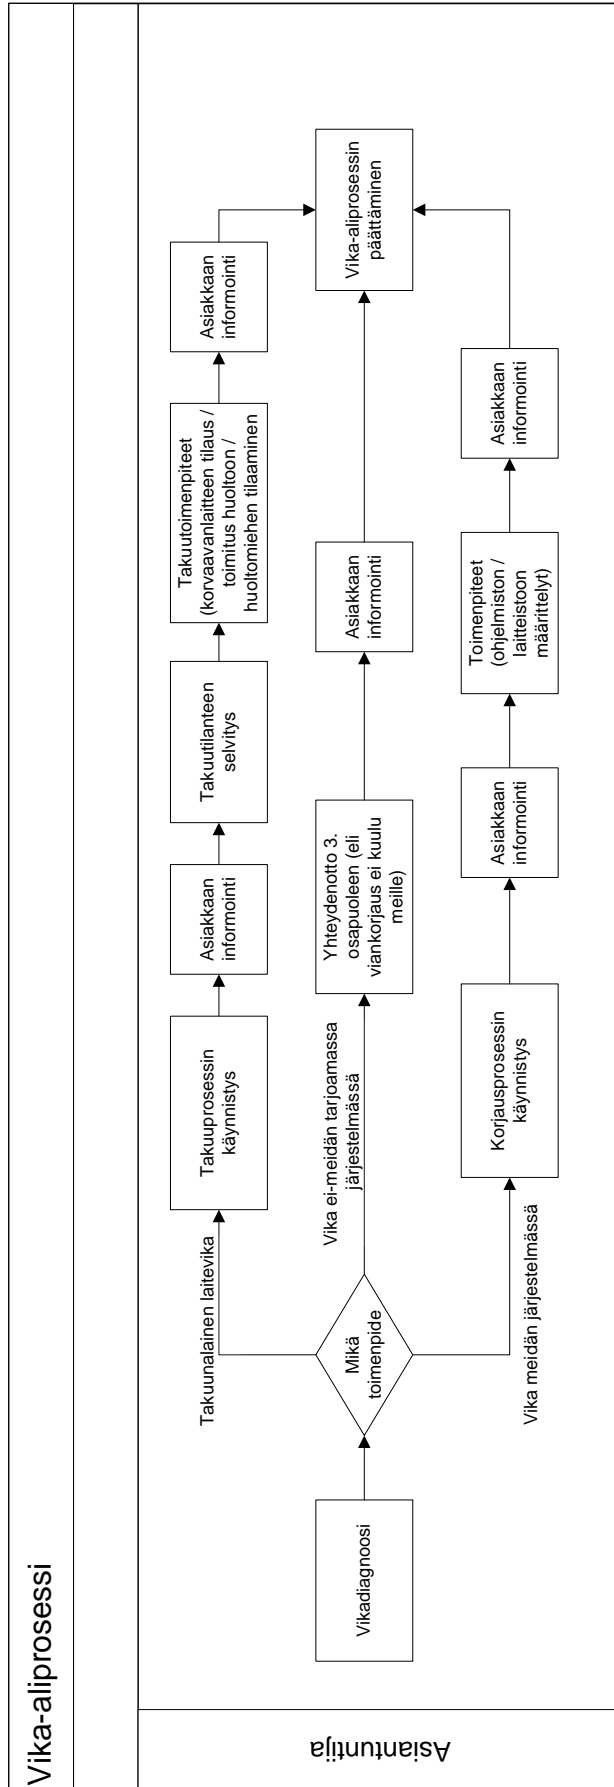 Vika-aliprosessi
Asiantuntija
Vikadiagnoosi
Mikä
toimenpide
Takuunalainen laitevika
Takuuprosessin
käynnistys
Asiakkaan
informointi
Takuutilanteen
selvitys
Takuutoimenpiteet
(korvaavanlaitteen tilaus /
toimitus huoltoon /
huoltomiehen tilaaminen
Asiakkaan
informointi
Vika ei-meidän tarjoamassa
järjestelmässä
Yhteydenotto 3.
osapuoleen (eli
viankorjaus ei kuulu
meille)
Asiakkaan
informointi
Vika-aliprosessin
päättäminen
Vika meidän järjestelmässä
Korjausprosessin
käynnistys
Asiakkaan
informointi
Toimenpiteet
(ohjelmiston /
laitteistoon
määrittelyt)
Asiakkaan
informointi